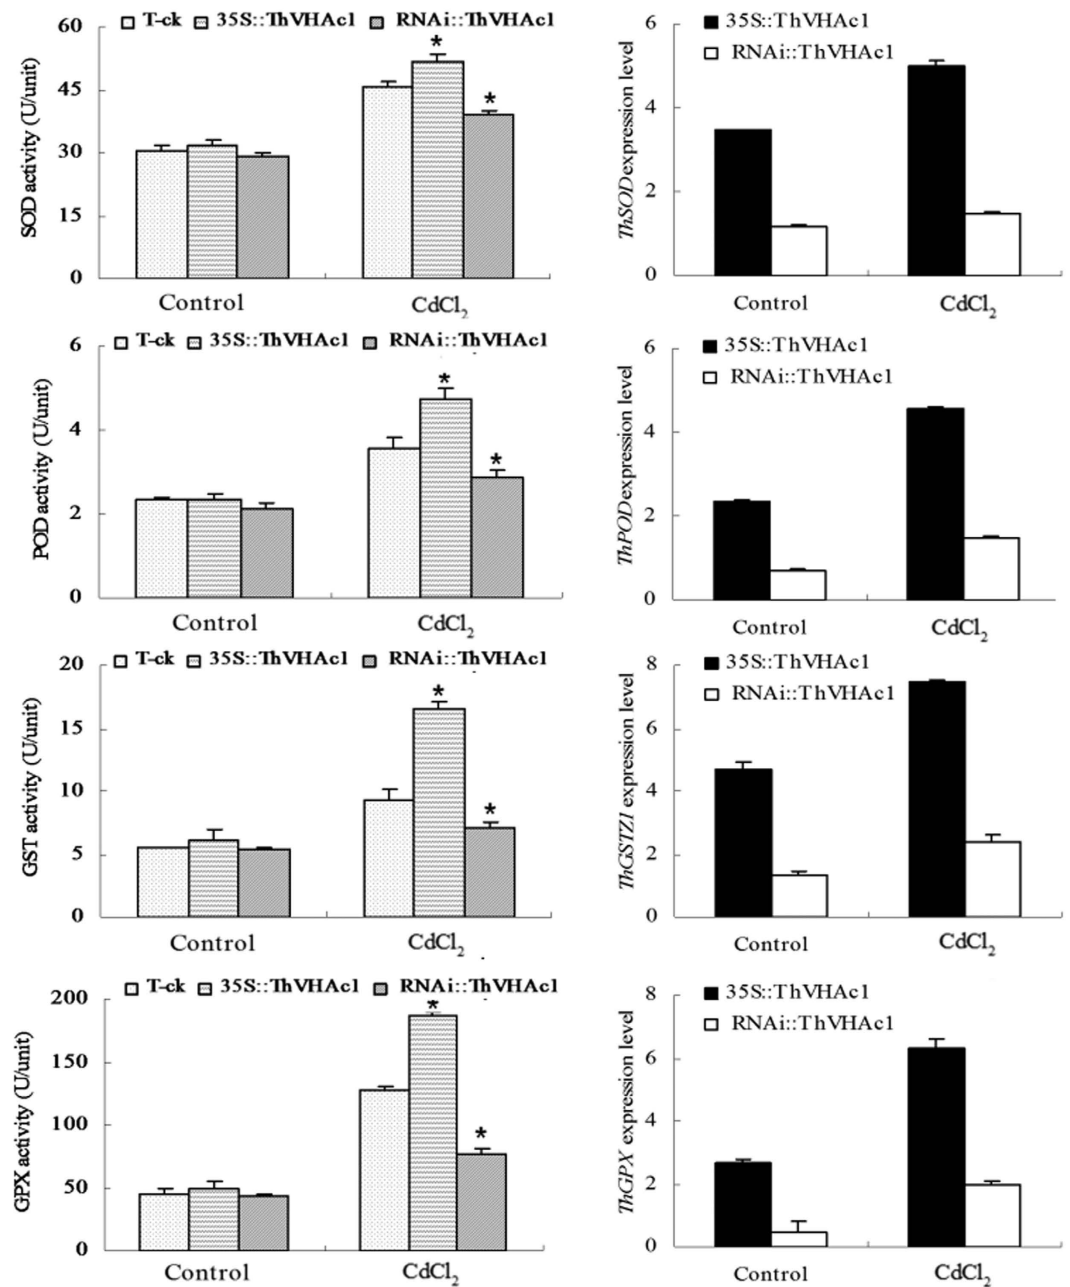 T-ck 35S::ThVHAc1 RNAi::ThVHAc1
SOD activity (U/unit)
60
45
30
15
0
*
*
Control CdCl2
35S::ThVHAc1
RNAi::ThVHAc1
ThSOD expression level
6
4
2
0
Control CdCl2
T-ck 35S::ThVHAc1 RNAi::ThVHAc1
POD activity (U/unit)
6
4
2
0
*
*
Control CdCl2
35S::ThVHAc1
RNAi::ThVHAc1
ThPOD expression level
6
4
2
0
Control CdCl2
T-ck 35S::ThVHAc1 RNAi::ThVHAc1
GST activity (U/unit)
20
15
10
5
0
*
*
Control CdCl2
35S::ThVHAc1
RNAi::ThVHAc1
ThGSTZ1 expression level
8
6
4
2
0
Control CdCl2
T-ck 35S::ThVHAc1 RNAi::ThVHAc1
GPX activity (U/unit)
200
150
100
50
0
*
*
Control CdCl2
35S::ThVHAc1
RNAi::ThVHAc1
ThGPX expression level
8
6
4
2
0
Control CdCl2